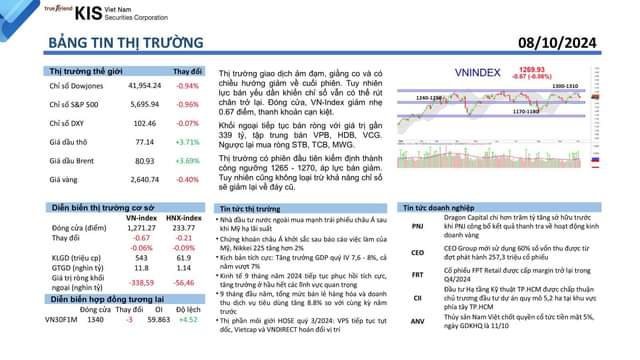 true Friend KIS Viet Nam
Securities Corporation
BẢNG TIN THỊ TRƯỜNG
08/10/2024
Thị trường thế giới Thay đổi
Chỉ số Dowjones 41,954.24 -0.94%
Chỉ số S&P 500 5,695.94 -0.96%
Chỉ số DXY 102.46 -0.07%
Giá dầu thô 77.14 +3.71%
Giá dầu Brent 80.93 +3.69%
Giá vàng 2,640.74 -0.40%
Thị trường giao dịch ảm đạm, giằng co và có
chiều hướng giảm về cuối phiên. Tuy nhiên
lực bán yếu dần khiến chỉ số vẫn có thể rút
chân trở lại. Đóng cửa, VN-Index giảm nhẹ
0.67 điểm, thanh khoản cạn kiệt.
Khối ngoại tiếp tục bán ròng với giá trị gần
339 tỷ, tập trung bán VPB, HDB, VCG.
Ngược lại mua ròng STB, TCB, MWG.
Thị trường có phiên đầu tiên kiểm định thành
công ngưỡng 1265 - 1270, áp lực bán giảm.
Tuy nhiên cũng không loại trừ khả năng chỉ số
sẽ giảm về đáy cũ.
VNINDEX 1269.93
-0.67 (-0.06%)
1300-1310
1240-1250
1170-1180
Diễn biến thị trường cơ sở
VN-index HNX-index
Đóng cửa (điểm) 1,271.27 233.77
Thay đổi -0.67 -0.21
-0.06% -0.09%
KLGD (triệu cp) 543 61.9
GTGD (nghìn tỷ) 11.8 1.14
Giá trị ròng khối
ngoại (nghìn tỷ) -338,59 -56,46
Diễn biến hợp đồng tương lai
Đóng cửa Thay đổi OI Độ lệch
VN30F1M 1340 -3 59.863 +4.52
Tin tức thị trường
• Nhà đầu tư nước ngoài mua mạnh trái phiếu châu Á sau
khi Mỹ hạ lãi suất
• Chứng khoán châu Á khởi sắc sau báo cáo việc làm của
Mỹ, Nikkei 225 tăng hơn 2%
• Kịch bản tích cực: Tăng trưởng GDP quý IV 7,6 - 8%, cả
năm vượt 7%
• Kinh tế 9 tháng năm 2024 tiếp tục phục hồi tích cực,
tăng trưởng ở hầu hết các lĩnh vực quan trọng
• 9 tháng đầu năm, tổng mức bán lẻ hàng hóa và doanh
thu dịch vụ tiêu dùng tăng 8.8% so với cùng kỳ năm
trước
• Thị phần môi giới HOSE quý 3/2024: VPS tiếp tục tụt
dốc, Vietcap và VNDIRECT hoán đổi vị trí
Tin tức doanh nghiệp
PNJ Dragon Capital chi hơn trăm tỷ tăng sở hữu trước
khi PNJ công bố kết quả thanh tra về hoạt động kinh
doanh vàng
CEO CEO Group mới sử dụng 60% số vốn thu được từ
đợt phát hành 257,3 triệu cổ phiếu
FRT Cổ phiếu FPT Retail được cấp margin trở lại trong
Q4/2024
CII Đầu tư Hạ tầng Kỹ thuật TP.HCM được chấp thuận
chủ trương đầu tư dự án quy mô 5,2 ha tại khu vực
phía tây TP.HCM
ANV Thủy sản Nam Việt chốt quyền cổ tức tiền mặt 5%,
ngày GDKHQ là 11/10